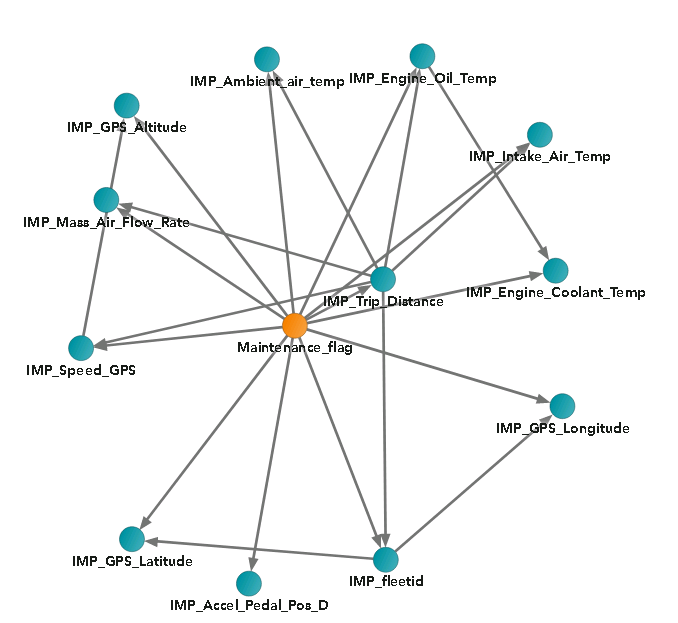 IMP_Ambient_air_temp
IMP_Engine_Oil_Temp
IMP_GPS_Altitude
IMP_Intake_Air_Temp
IMP_Mass_Air_Flow_Rate
IMP_Engine_Coolant_Temp
IMP_Trip_Distance
Maintenance_flag
IMP_Speed_GPS
IMP_GPS_Longitude
IMP_GPS_Latitude
IMP_fleetid
IMP_Accel_Pedal_Pos_D